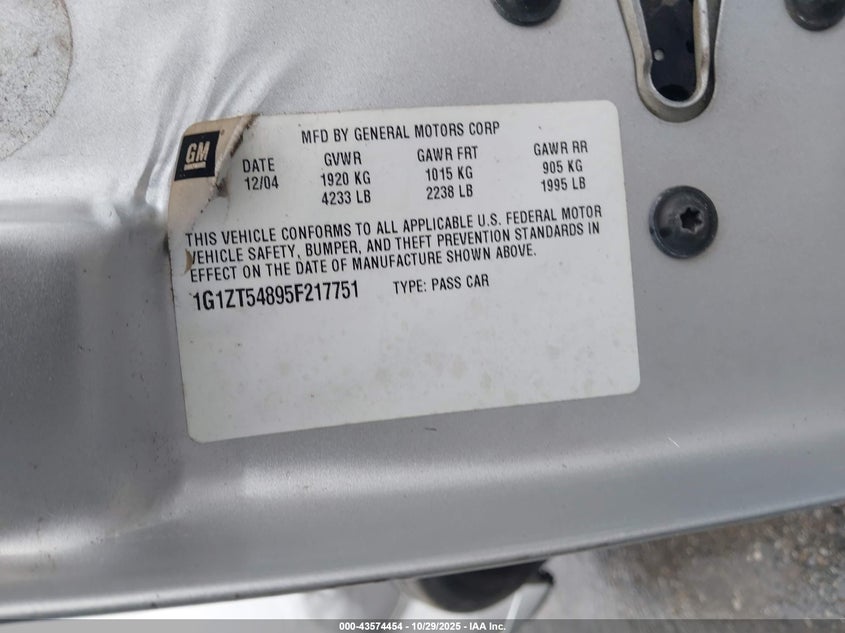 GM
MFD BY GENERAL MOTORS CORP
DATE GVWR GAWR FRT GAWR RR
12/04 1920 KG 1015 KG 905 KG
4233 LB 2238 LB 1995 LB
THIS VEHICLE CONFORMS TO ALL APPLICABLE U.S. FEDERAL MOTOR
VEHICLE SAFETY, BUMPER, AND THEFT PREVENTION STANDARDS IN
EFFECT ON THE DATE OF MANUFACTURE SHOWN ABOVE.
1G1ZT54895F217751 TYPE: PASS CAR
000-43574454 - 10/29/2025 - IAA Inc.